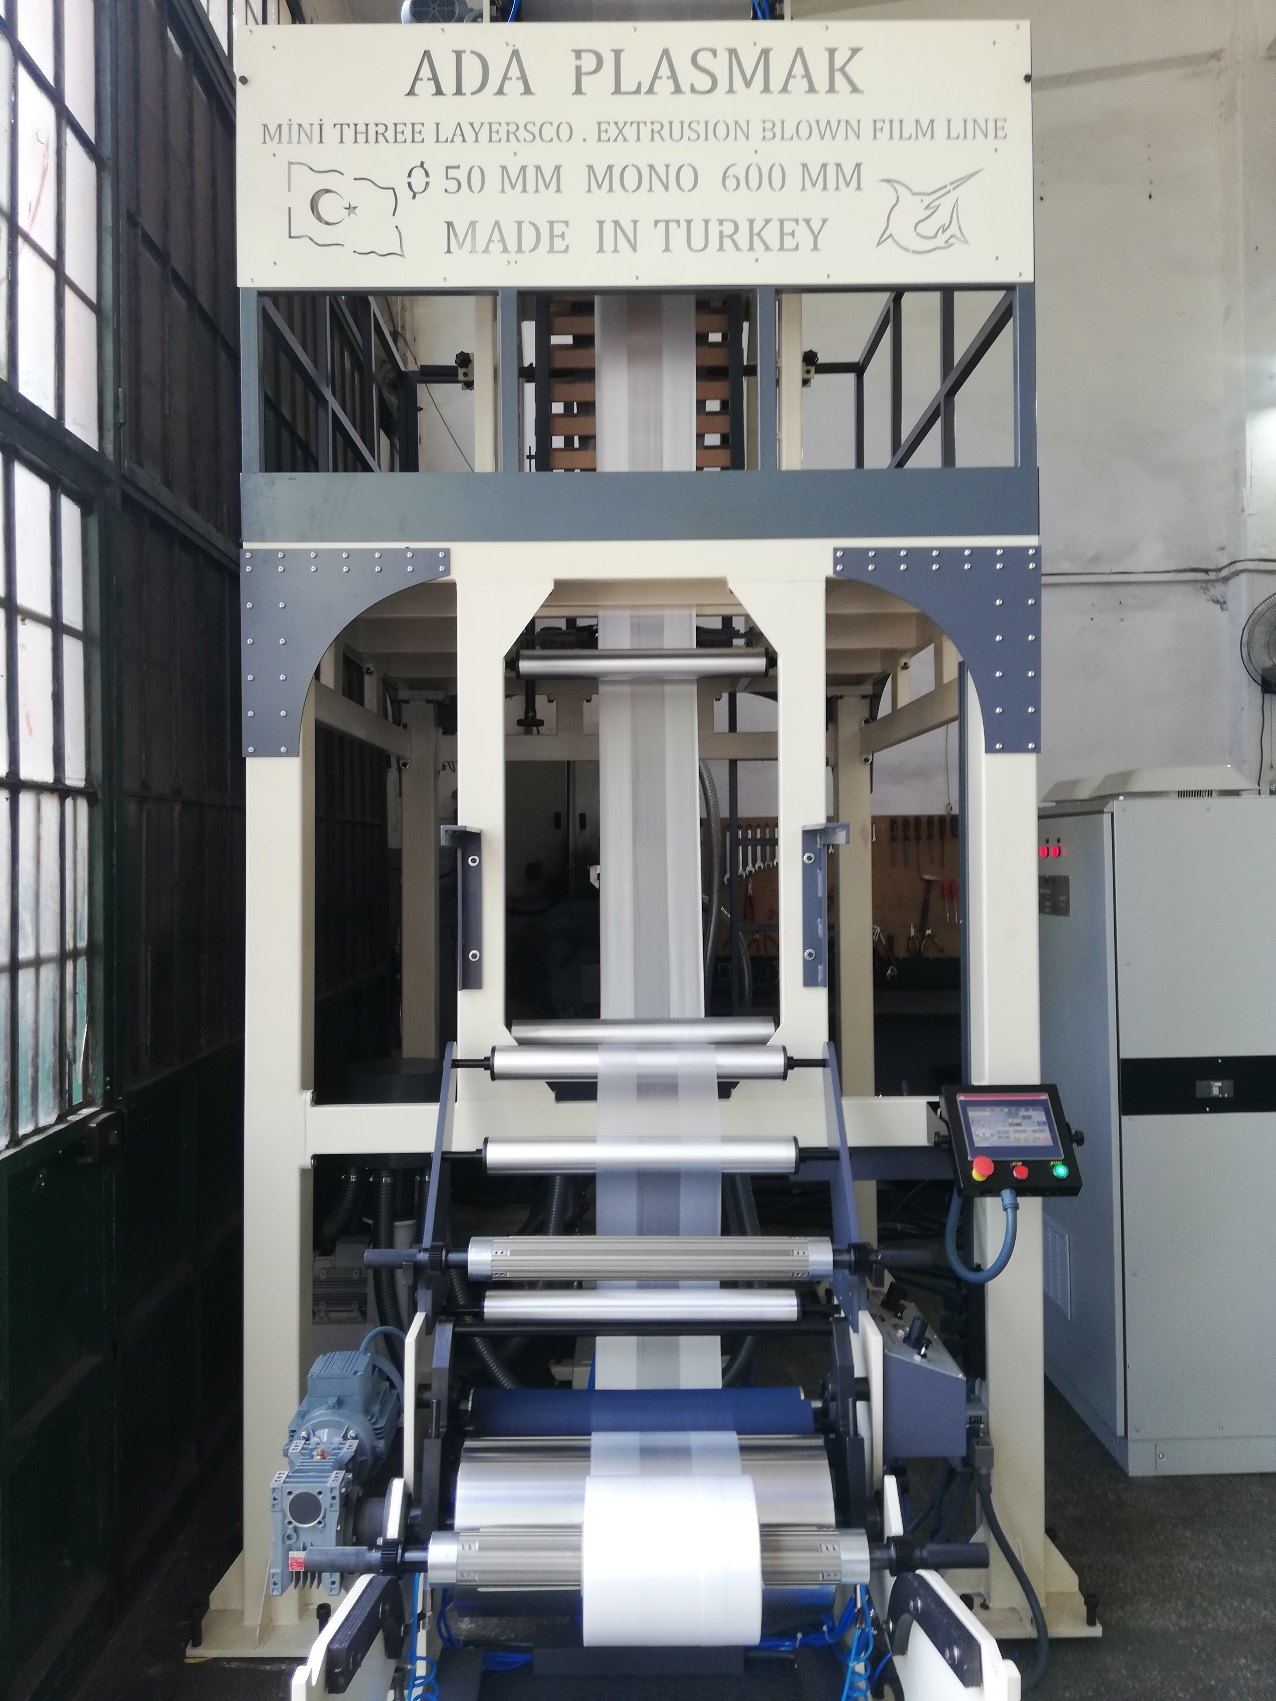 ADA PLASMAK
MİNİ THREE LAYERSCO . EXTRUSION BLOWN FILM LINE
Ø 50 MM MONO 600 MM
MADE IN TURKEY